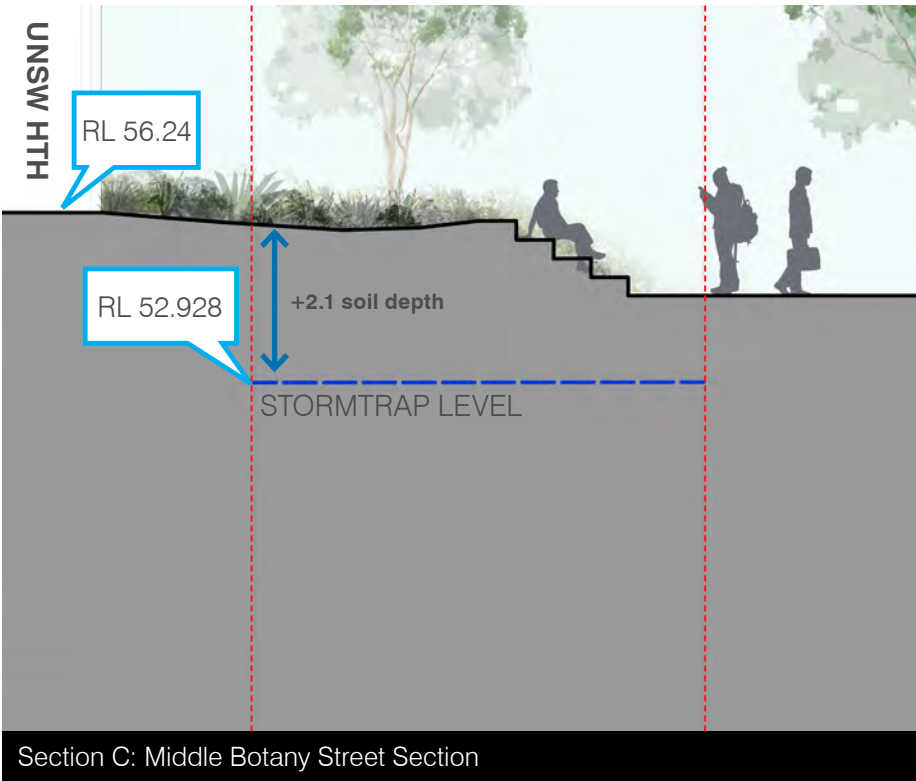 UNSW HTH
RL 56.24
RL 52.928
+2.1 soil depth
STORMTRAP LEVEL
Section C: Middle Botany Street Section